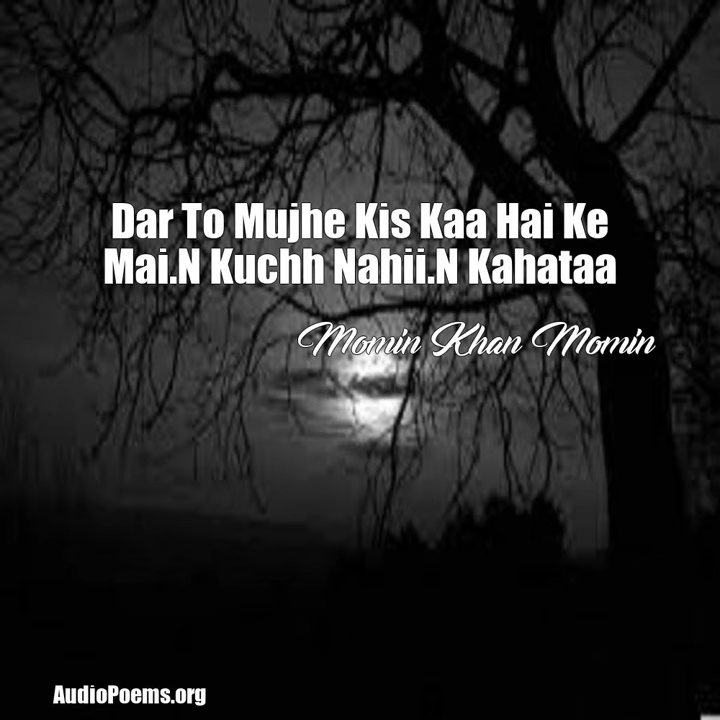 Dar To Mujhe Kis Kaa Hai Ke
Mai.N Kuchh Nahii.N Kahataa
Momin Khan Momin
AudioPoems.org